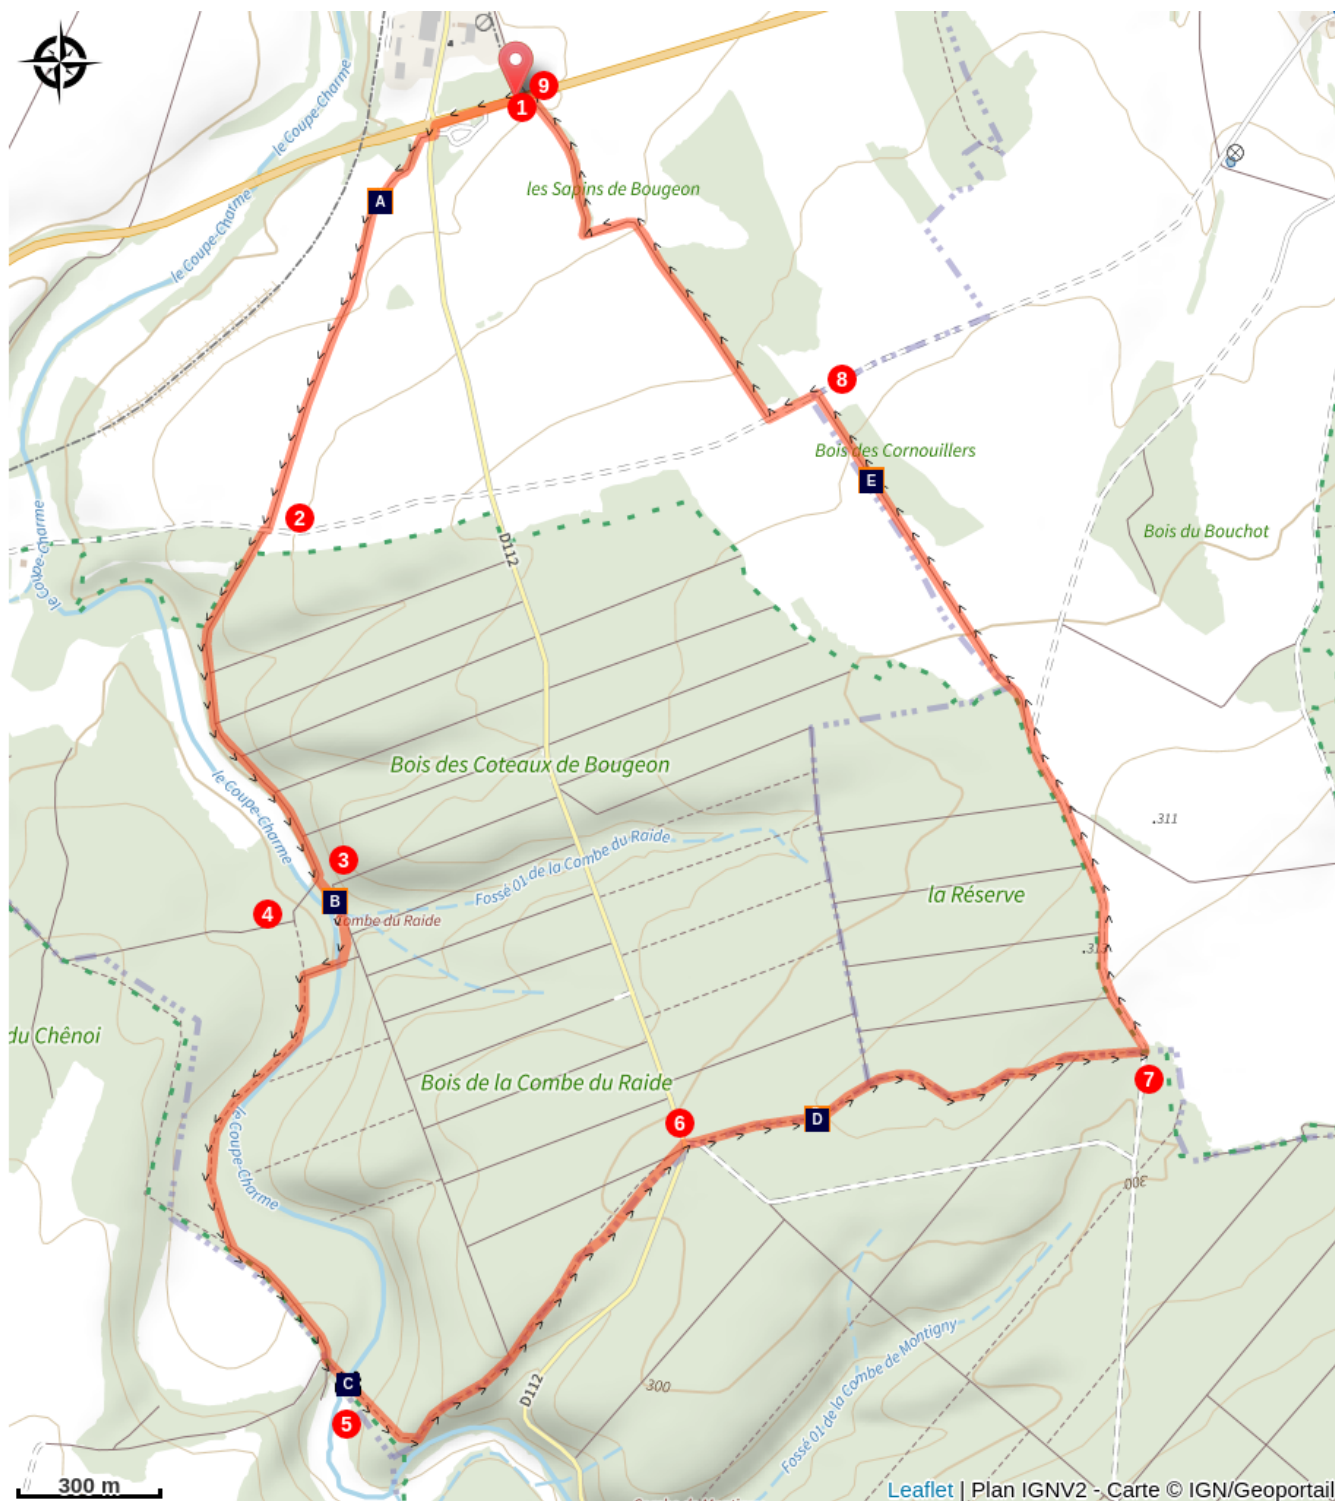 9
1
le Coupe-Charme
les Sapins de Bougeon
A
le Coupe-Charme
8
Bois des Cornouillers
E
2
le Coupe-Charme
le Coupe-Charme
D112
Bois du Bouchot
Bois des Coteaux de Bougeon
le Coupe-Charme
.311
Fossé 01 de la Combe du Raide
3
la Réserve
B
4
Combe du Raide
.313
du Chênoi
Bois de la Combe du Raide
7
6
D
le Coupe-Charme
300
Fossé 01 de la Combe de Montigny
C
D112
300
5
300 m
Leaflet | Plan IGNV2 - Carte © IGN/Geoportail